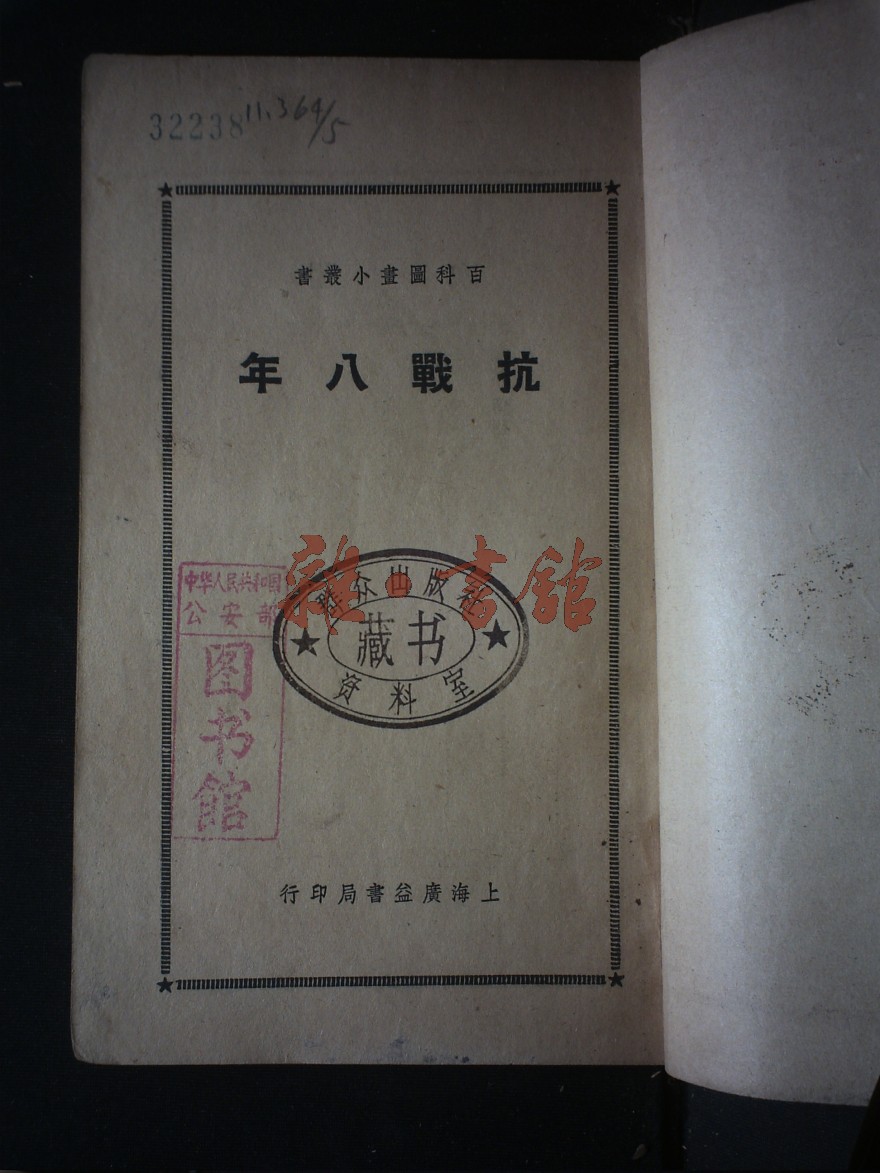 32238 11.364/5
百科圖畫小叢書
抗戰八年
雜·書館
群众出版社
藏书
资料室
中华人民共和国
公安部
图书馆
上海廣益書局印行